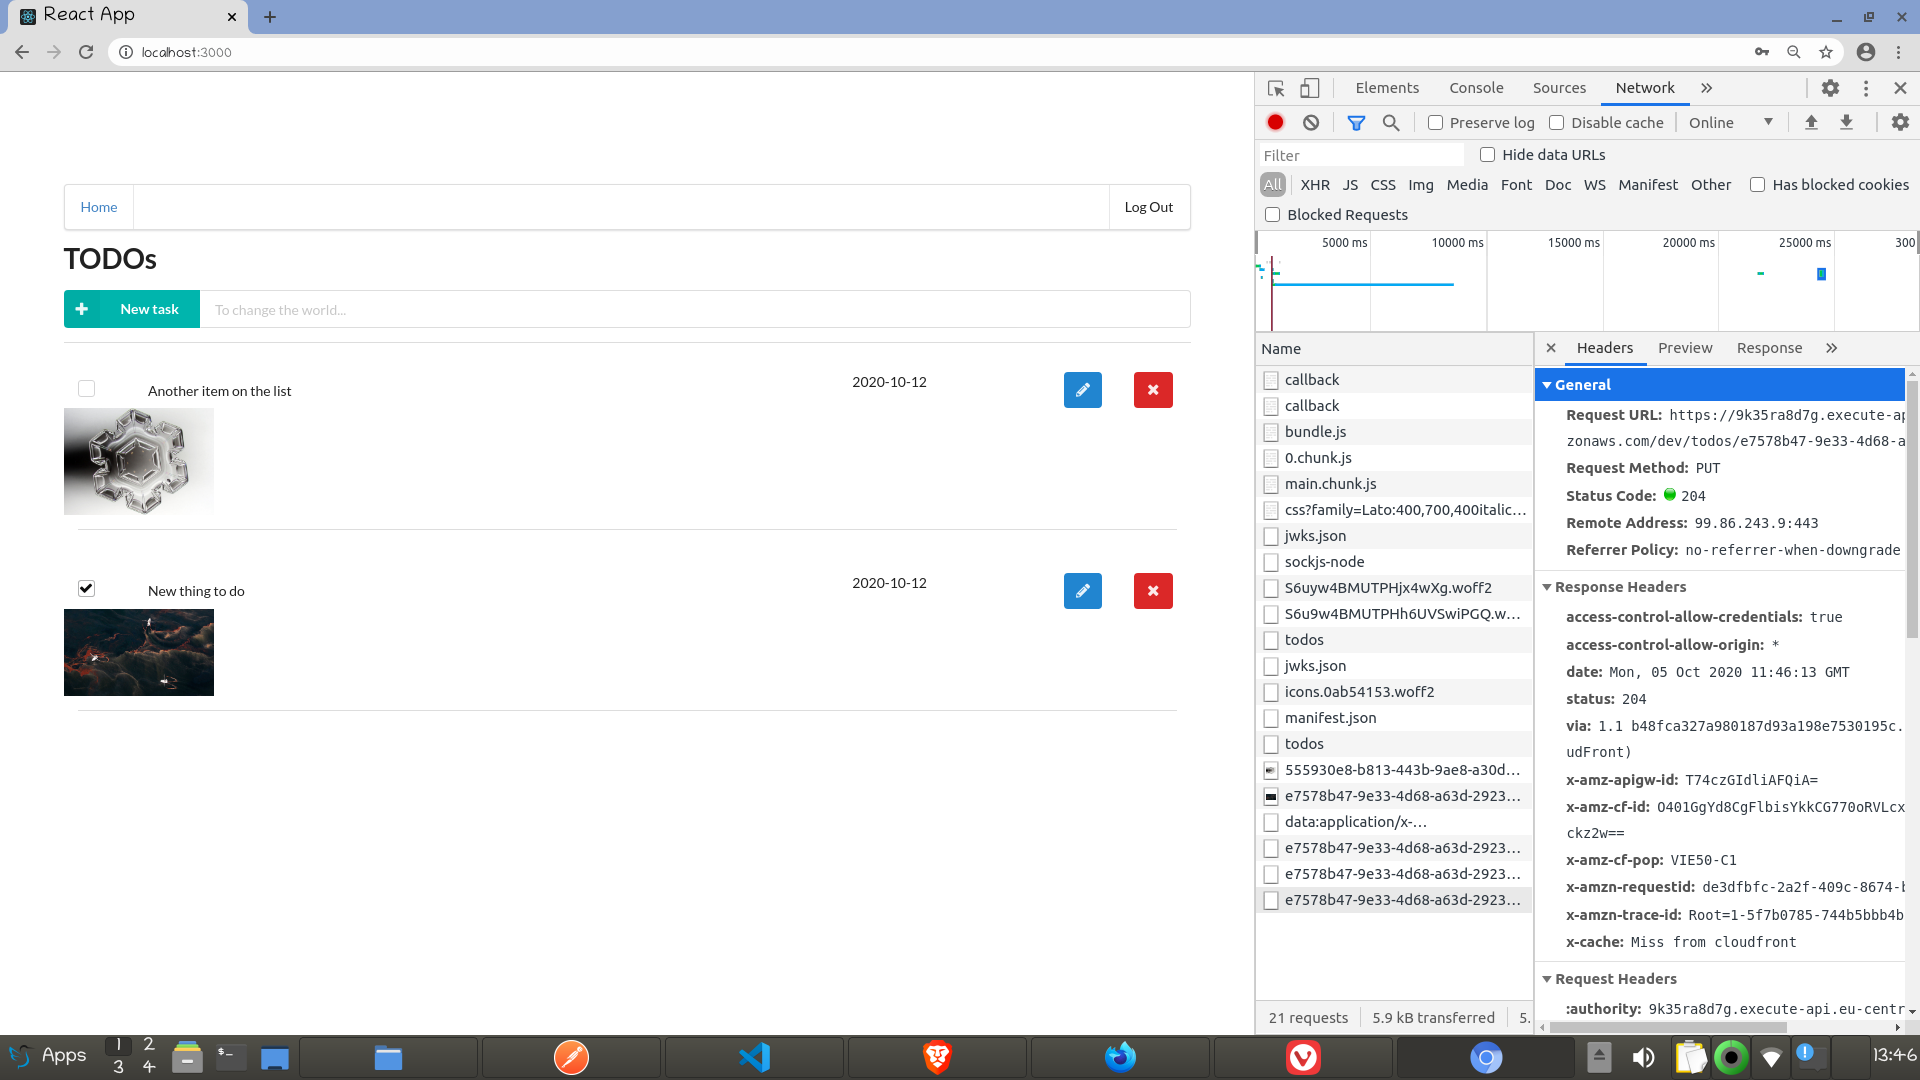 React App
localhost:3000
Elements Console Sources Network
Preserve log Disable cache Online
Filter Hide data URLs
All XHR JS CSS Img Media Font Doc WS Manifest Other Has blocked cookies
Blocked Requests
5000 ms 10000 ms 15000 ms 20000 ms 25000 ms 300
Home Log Out
TODOs
New task To change the world...
Another item on the list 2020-10-12
New thing to do 2020-10-12
Name
callback
callback
bundle.js
0.chunk.js
main.chunk.js
css?family=Lato:400,700,400italic...
jwks.json
sockjs-node
S6uyw4BMUTPHjx4wXg.woff2
S6u9w4BMUTPHh6UVSwiPGQ.w...
todos
jwks.json
icons.0ab54153.woff2
manifest.json
todos
555930e8-b813-443b-9ae8-a30d...
e7578b47-9e33-4d68-a63d-2923...
data:application/x-...
e7578b47-9e33-4d68-a63d-2923...
e7578b47-9e33-4d68-a63d-2923...
e7578b47-9e33-4d68-a63d-2923...
21 requests 5.9 kB transferred 5.
Headers Preview Response
General
Request URL: https://9k35ra8d7g.execute-ap
zonaws.com/dev/todos/e7578b47-9e33-4d68-a
Request Method: PUT
Status Code: 204
Remote Address: 99.86.243.9:443
Referrer Policy: no-referrer-when-downgrade
Response Headers
access-control-allow-credentials: true
access-control-allow-origin: *
date: Mon, 05 Oct 2020 11:46:13 GMT
status: 204
via: 1.1 b48fca327a980187d93a198e7530195c.
udFront)
x-amz-apigw-id: T74czGIdliAFQiA=
x-amz-cf-id: O401GgYd8CgFlbisYkkCG770oRVLcx
ckz2w==
x-amz-cf-pop: VIE50-C1
x-amzn-requestid: de3dfbfc-2a2f-409c-8674-b
x-amzn-trace-id: Root=1-5f7b0785-744b5bbb4b
x-cache: Miss from cloudfront
Request Headers
:authority: 9k35ra8d7g.execute-api.eu-centr
Apps 1 2 3 4 13:46